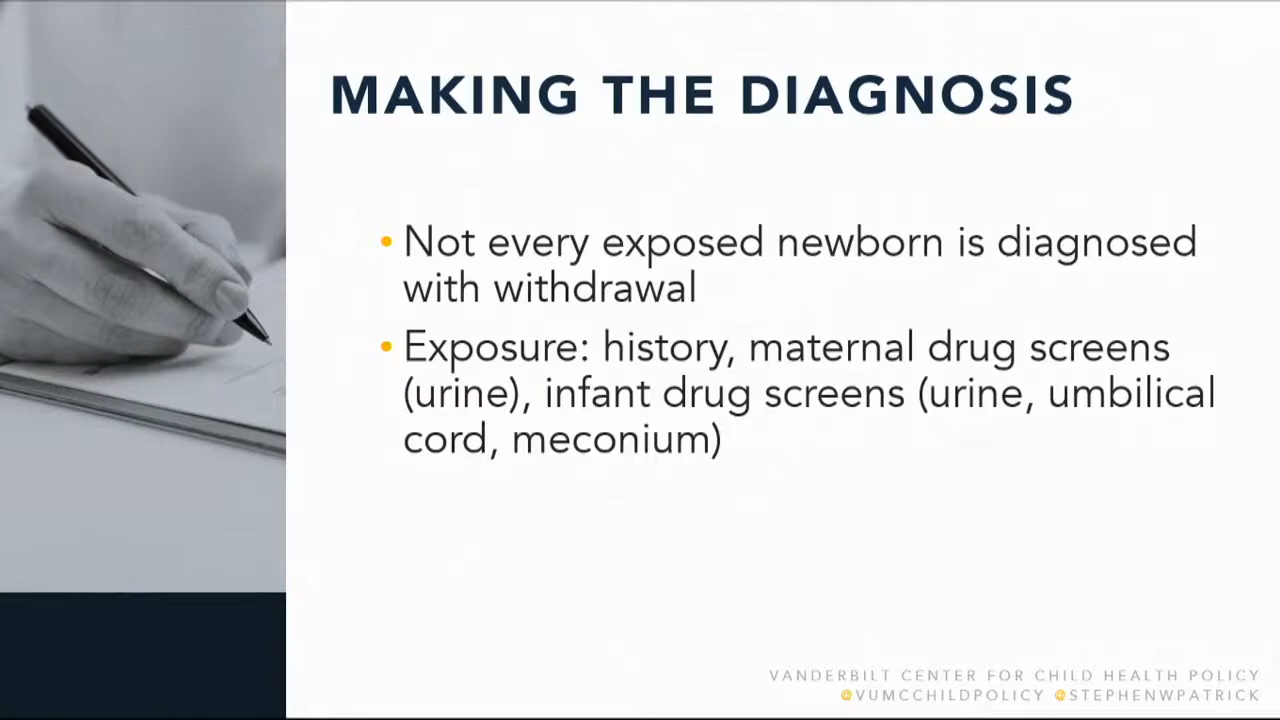 MAKING THE DIAGNOSIS
• Not every exposed newborn is diagnosed
with withdrawal
• Exposure: history, maternal drug screens
(urine), infant drug screens (urine, umbilical
cord, meconium)
VANDERBILT CENTER FOR CHILD HEALTH POLICY
@VUMCCHILDPOLICY @STEPHENWPATRICK